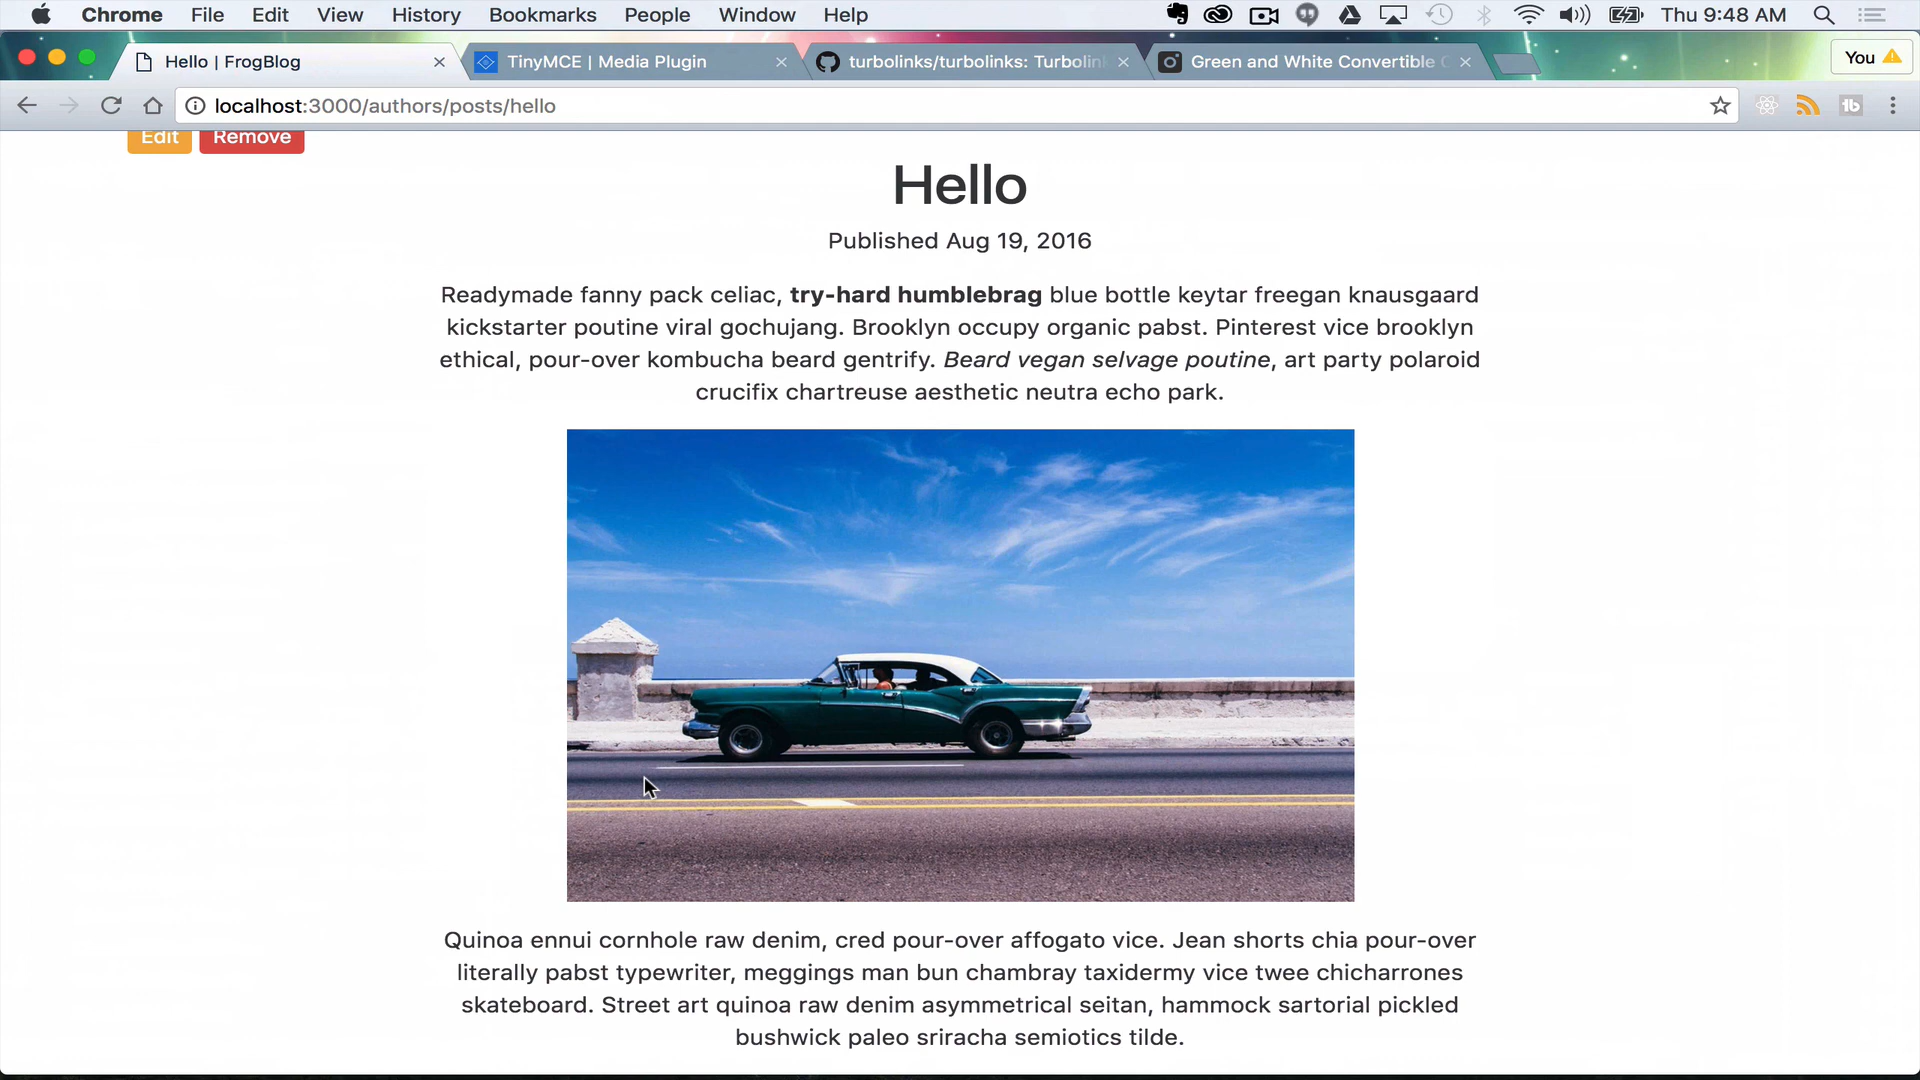 Chrome File Edit View History Bookmarks People Window Help Thu 9:48 AM
Hello | FrogBlog TinyMCE | Media Plugin turbolinks/turbolinks: Turbolin Green and White Convertible You
localhost:3000/authors/posts/hello
Edit Remove
Hello
Published Aug 19, 2016
Readymade fanny pack celiac, try-hard humblebrag blue bottle keytar freegan knausgaard
kickstarter poutine viral gochujang. Brooklyn occupy organic pabst. Pinterest vice brooklyn
ethical, pour-over kombucha beard gentrify. Beard vegan selvage poutine, art party polaroid
crucifix chartreuse aesthetic neutra echo park.
Quinoa ennui cornhole raw denim, cred pour-over affogato vice. Jean shorts chia pour-over
literally pabst typewriter, meggings man bun chambray taxidermy vice twee chicharrones
skateboard. Street art quinoa raw denim asymmetrical seitan, hammock sartorial pickled
bushwick paleo sriracha semiotics tilde.